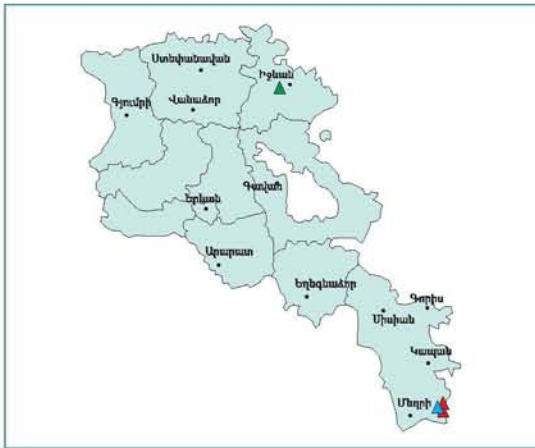 Ստեփանավան
Իջևան
Գյումրի
Վանաձոր
Գավառ
Երևան
Արարատ
Եղեգնաձոր
Գորիս
Սիսիան
Կապան
Մեղրի